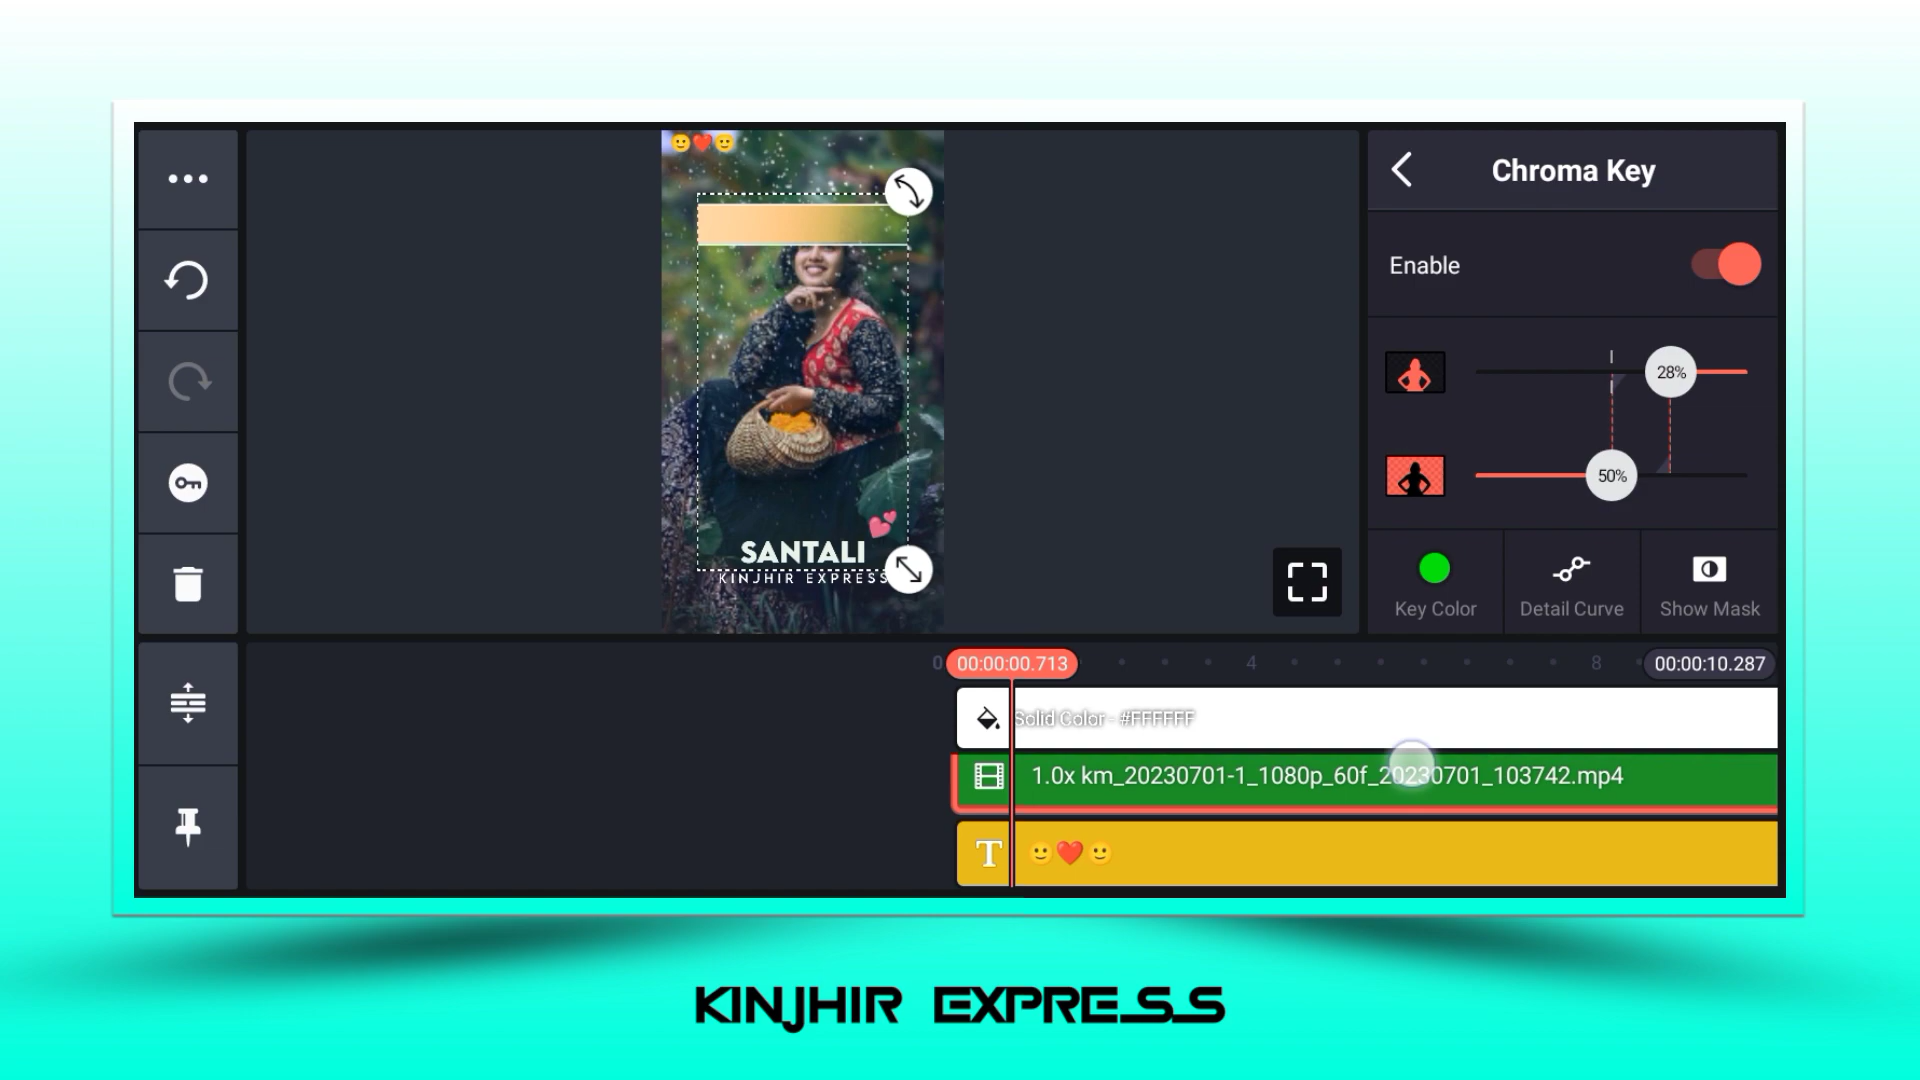 Chroma Key
Enable
28%
50%
Key Color
Detail Curve
Show Mask
SANTALI
KINJHIR EXPRESS
0
00:00:00.713
4
8
00:00:10.287
Solid Color - #FFFFFF
1.0x km_20230701-1_1080p_60f_20230701_103742.mp4
T 🙂❤️🙂
KINJHIR EXPRESS